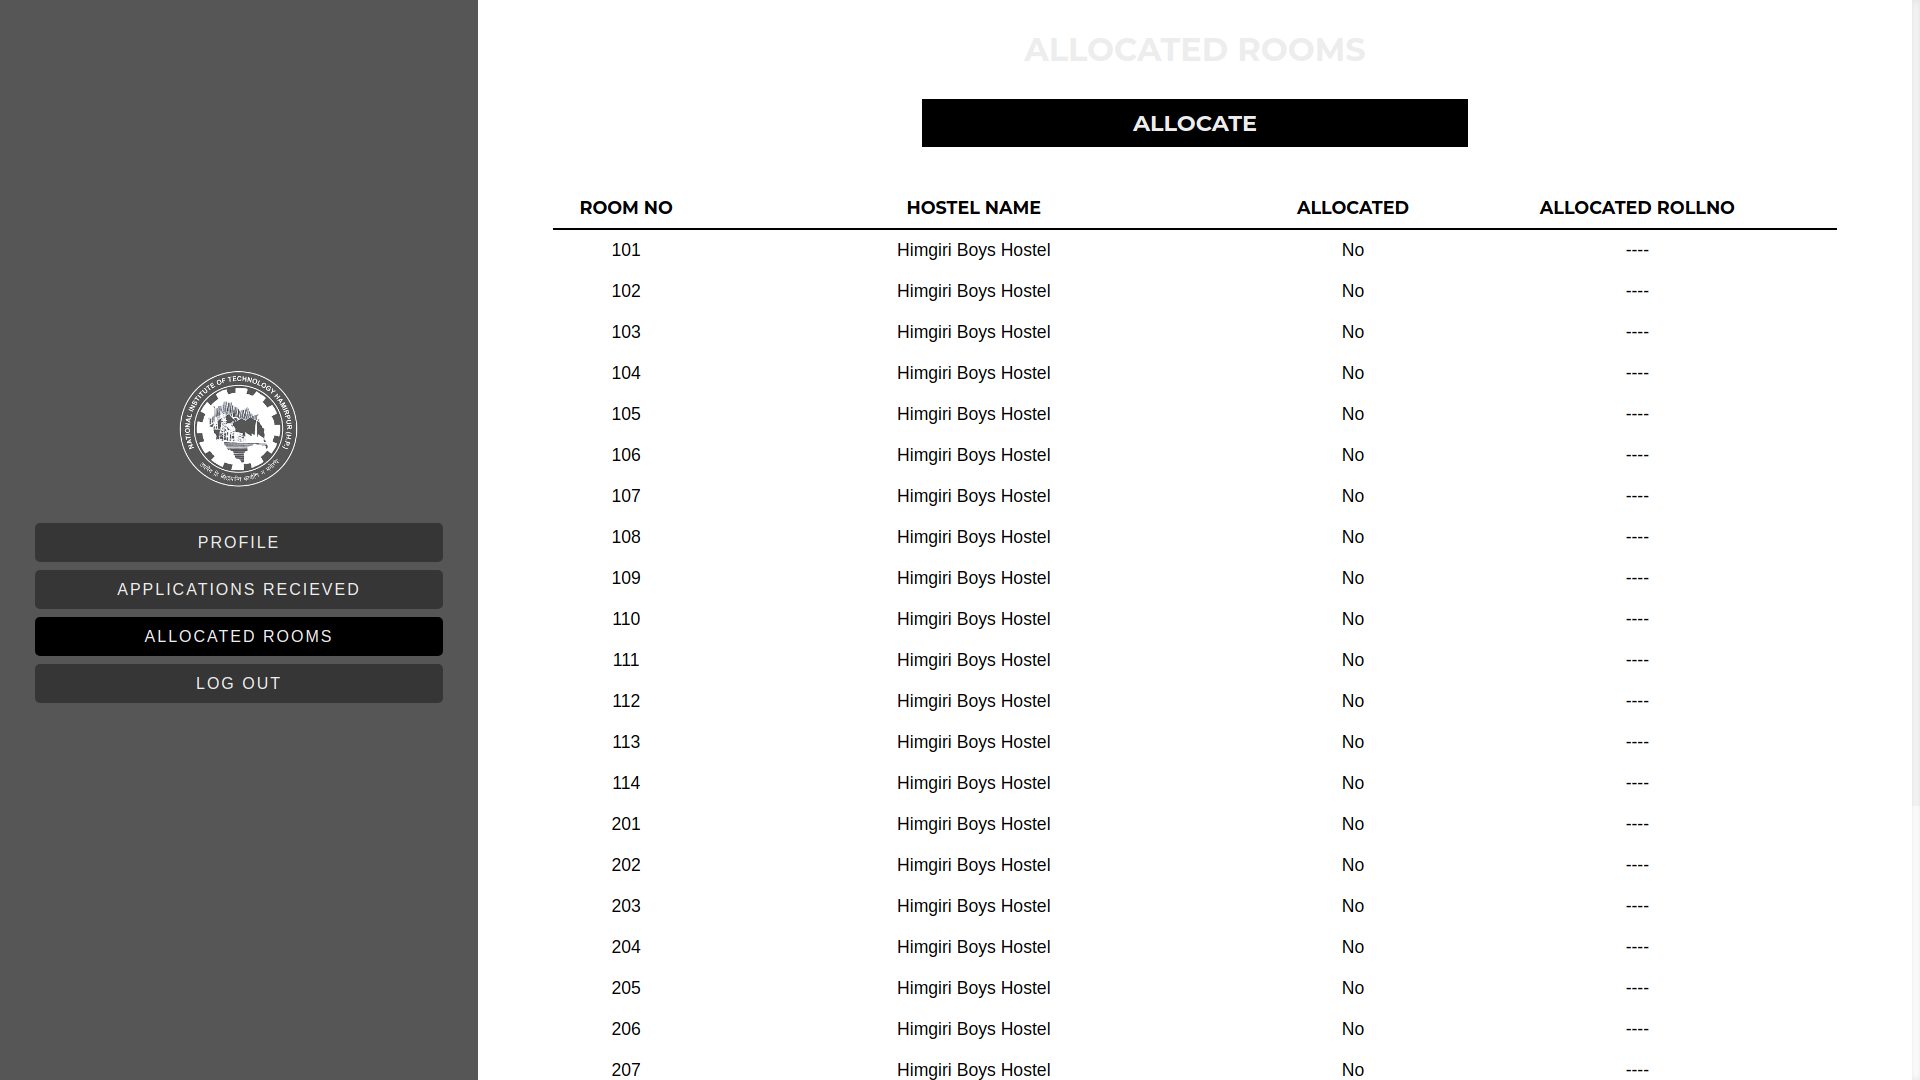 NATIONAL INSTITUTE OF TECHNOLOGY HAMIRPUR (H.P.)
PROFILE
APPLICATIONS RECIEVED
ALLOCATED ROOMS
LOG OUT
ALLOCATED ROOMS
ALLOCATE
ROOM NO HOSTEL NAME ALLOCATED ALLOCATED ROLLNO
101 Himgiri Boys Hostel No ----
102 Himgiri Boys Hostel No ----
103 Himgiri Boys Hostel No ----
104 Himgiri Boys Hostel No ----
105 Himgiri Boys Hostel No ----
106 Himgiri Boys Hostel No ----
107 Himgiri Boys Hostel No ----
108 Himgiri Boys Hostel No ----
109 Himgiri Boys Hostel No ----
110 Himgiri Boys Hostel No ----
111 Himgiri Boys Hostel No ----
112 Himgiri Boys Hostel No ----
113 Himgiri Boys Hostel No ----
114 Himgiri Boys Hostel No ----
201 Himgiri Boys Hostel No ----
202 Himgiri Boys Hostel No ----
203 Himgiri Boys Hostel No ----
204 Himgiri Boys Hostel No ----
205 Himgiri Boys Hostel No ----
206 Himgiri Boys Hostel No ----
207 Himgiri Boys Hostel No ----